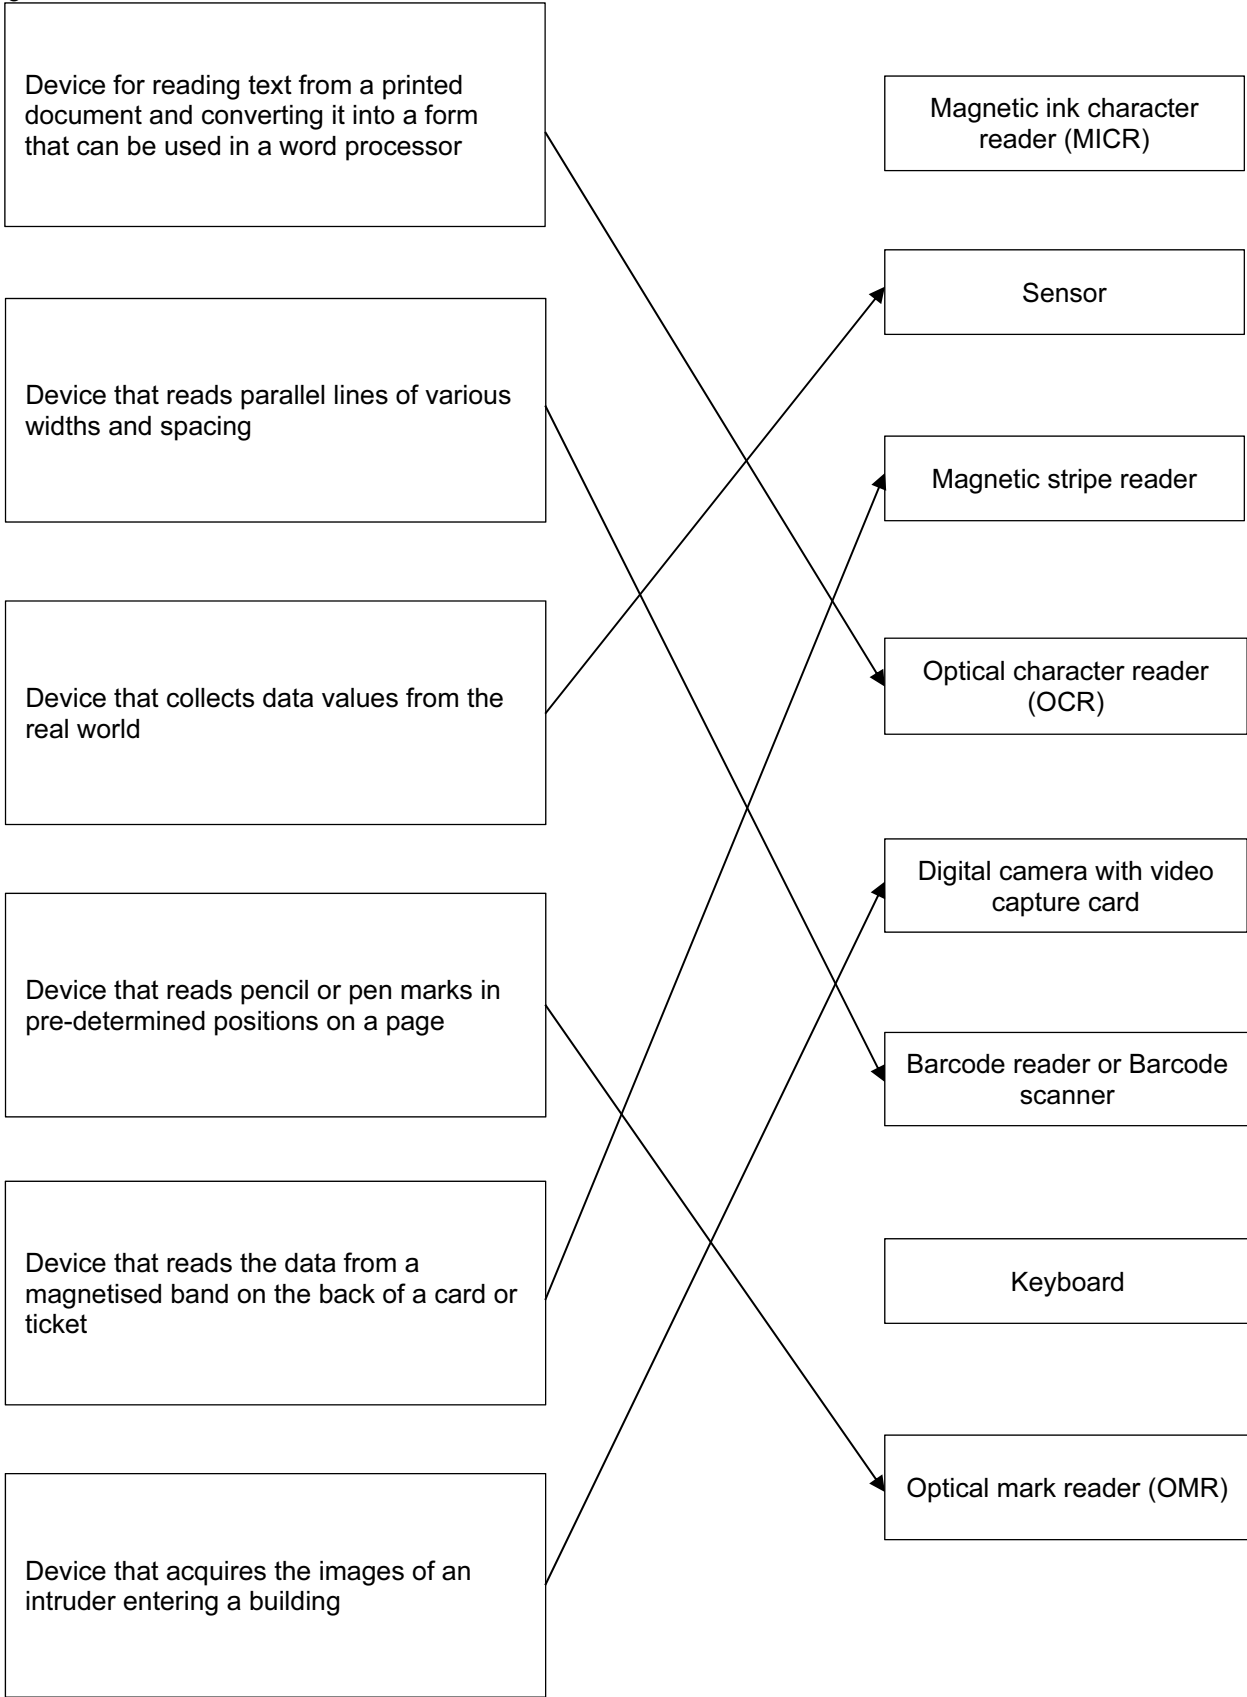 Device for reading text from a printed
document and converting it into a form
that can be used in a word processor
Device that reads parallel lines of various
widths and spacing
Device that collects data values from the
real world
Device that reads pencil or pen marks in
pre-determined positions on a page
Device that reads the data from a
magnetised band on the back of a card or
ticket
Device that acquires the images of an
intruder entering a building
Magnetic ink character
reader (MICR)
Sensor
Magnetic stripe reader
Optical character reader
(OCR)
Digital camera with video
capture card
Barcode reader or Barcode
scanner
Keyboard
Optical mark reader (OMR)